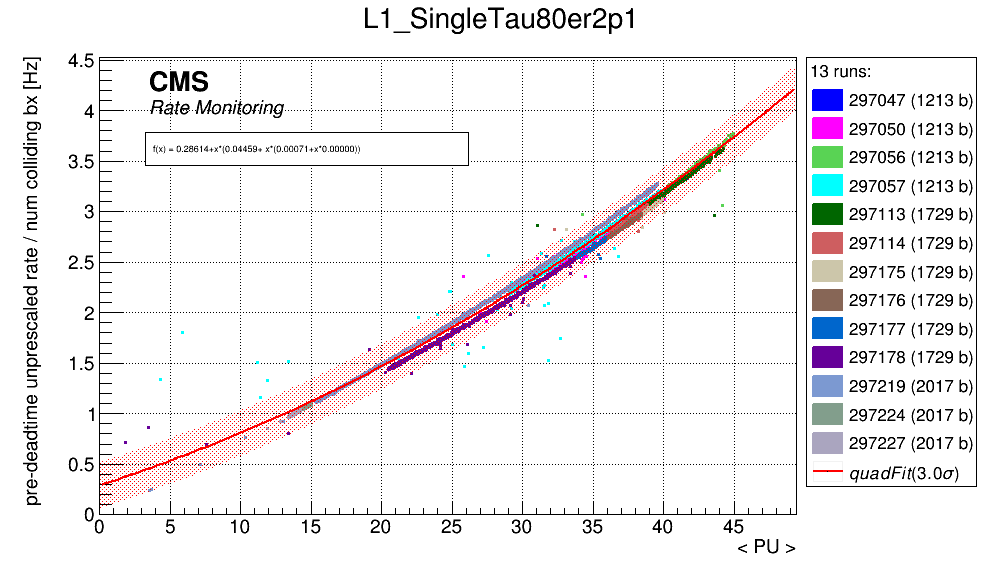 L1_SingleTau80er2p1
pre-deadtime unprescaled rate / num colliding bx [Hz]
4.5
4
3.5
3
2.5
2
1.5
1
0.5
0
CMS
Rate Monitoring
f(x) = 0.28614+x*(0.04459+ x*(0.00071+x*0.00000))
0 5 10 15 20 25 30 35 40 45
< PU >
13 runs:
297047 (1213 b)
297050 (1213 b)
297056 (1213 b)
297057 (1213 b)
297113 (1729 b)
297114 (1729 b)
297175 (1729 b)
297176 (1729 b)
297177 (1729 b)
297178 (1729 b)
297219 (2017 b)
297224 (2017 b)
297227 (2017 b)
quadFit(3.0σ)